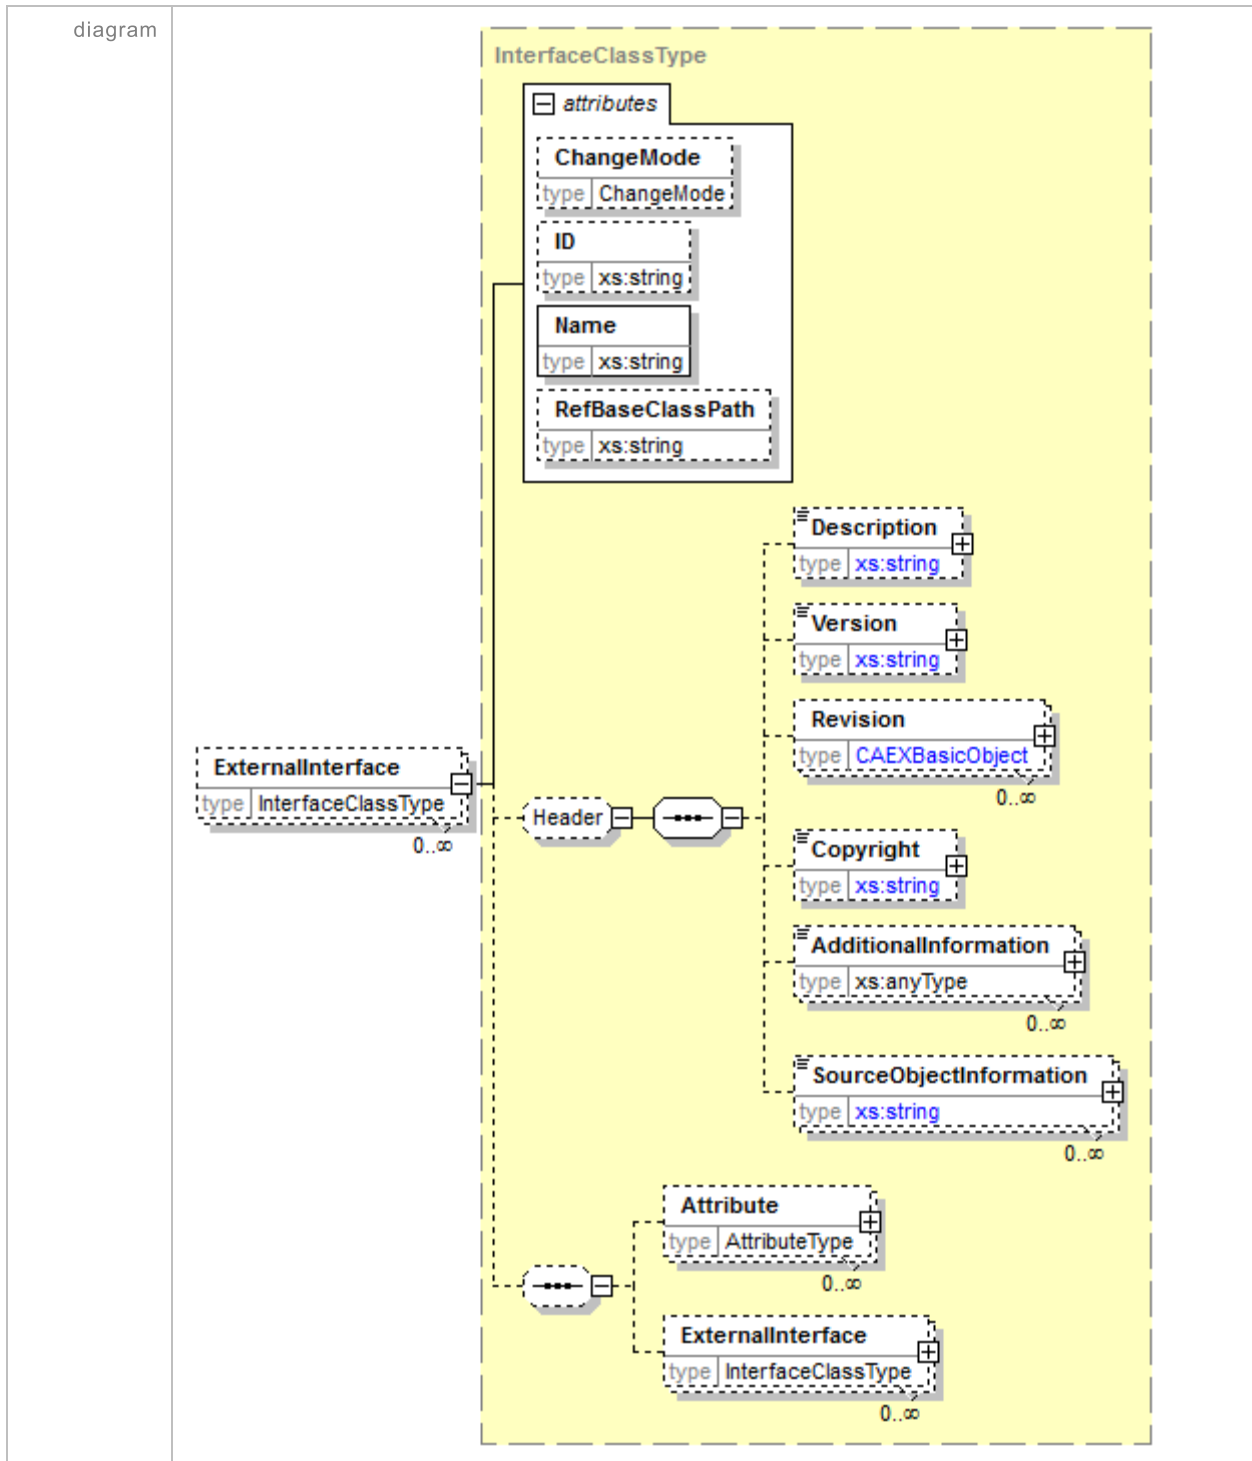 diagram
InterfaceClassType
attributes
ChangeMode
type ChangeMode
ID
type xs:string
Name
type xs:string
RefBaseClassPath
type xs:string
Description
type xs:string
Version
type xs:string
Revision
type CAEXBasicObject
0..∞
ExternalInterface
type InterfaceClassType
0..∞
Header
Copyright
type xs:string
AdditionalInformation
type xs:anyType
0..∞
SourceObjectInformation
type xs:string
0..∞
Attribute
type AttributeType
0..∞
ExternalInterface
type InterfaceClassType
0..∞